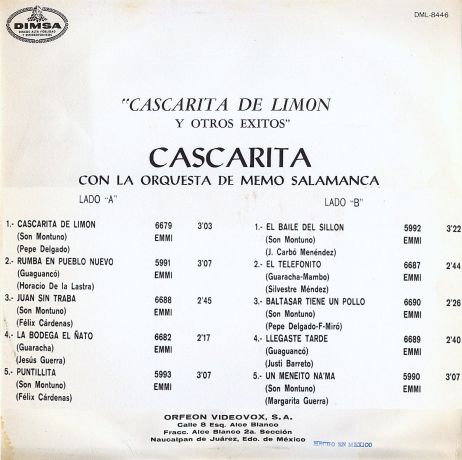 DIMSA
DISCOS ALTA FIDELIDAD
Y ESTEREOFONICOS
DML-8446
"CASCARITA DE LIMON
Y OTROS EXITOS"
CASCARITA
CON LA ORQUESTA DE MEMO SALAMANCA
LADO "A"
1.- CASCARITA DE LIMON 6679 3'03
(Son Montuno) EMMI
(Pepe Delgado)
2.- RUMBA EN PUEBLO NUEVO 5991 3'07
(Guaguancó) EMMI
(Horacio De la Lastra)
3.- JUAN SIN TRABA 6688 2'45
(Son Montuno) EMMI
(Félix Cárdenas)
4.- LA BODEGA EL ÑATO 6682 2'17
(Guaracha) EMMI
(Jesús Guerra)
5.- PUNTILLITA 5993 3'07
(Son Montuno) EMMI
(Félix Cárdenas)
LADO "B"
1.- EL BAILE DEL SILLON 5992 3'22
(Son Montuno) EMMI
(J. Carbó Menéndez)
2.- EL TELEFONITO 6687 2'44
(Guaracha-Mambo) EMMI
(Silvestre Méndez)
3.- BALTASAR TIENE UN POLLO 6690 2'26
(Son Montuno) EMMI
(Pepe Delgado-F-Miró)
4.- LLEGASTE TARDE 6689 2'40
(Guaguancó) EMMI
(Justi Barreto)
5.- UN MENEITO NA'MA 5990 3'07
(Son Montuno) EMMI
(Margarita Guerra)
ORFEON VIDEOVOX, S.A.
Calle 8 Esq. Alce Blanco
Fracc. Alce Blanco 2a. Sección
Naucalpan de Juárez, Edo. de México
HECHO EN MEXICO